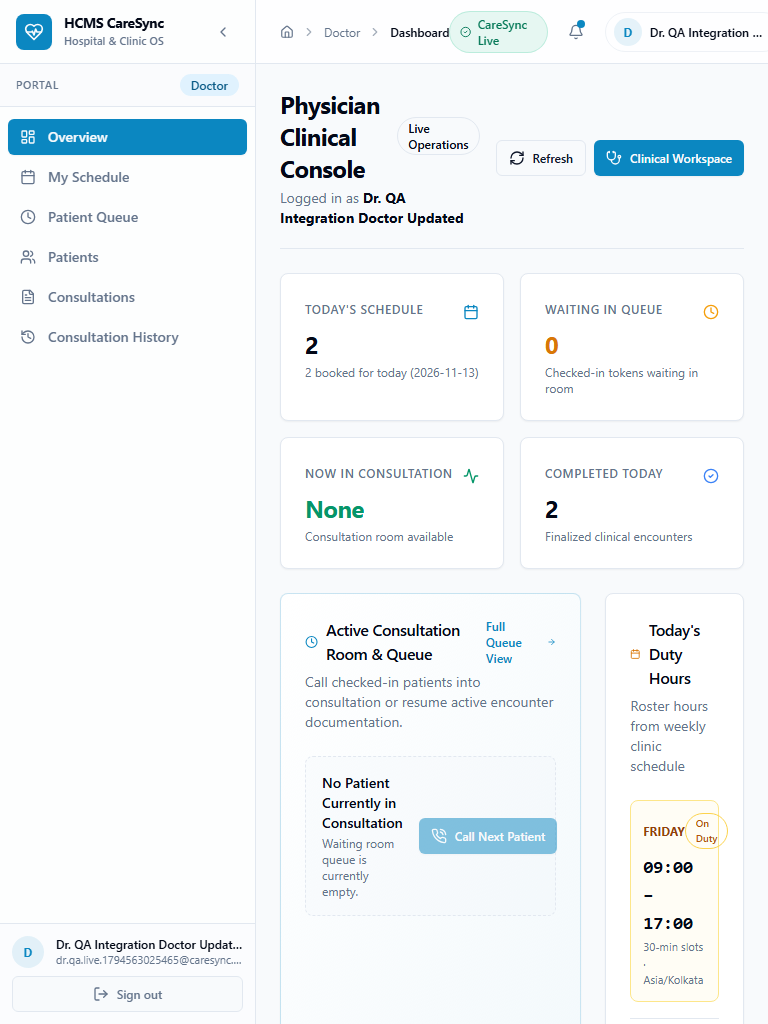 HCMS CareSync
Hospital & Clinic OS
PORTAL
Doctor
Overview
My Schedule
Patient Queue
Patients
Consultations
Consultation History
Dr. QA Integration Doctor Updat...
dr.qa.live.1794563025465@caresync....
D
Sign out
Doctor
Dashboard
CareSync
Live
D
Dr. QA Integration ...
Physician
Clinical
Console
Live
Operations
Logged in as Dr. QA
Integration Doctor Updated
Refresh
Clinical Workspace
TODAY'S SCHEDULE
2
2 booked for today (2026-11-13)
WAITING IN QUEUE
0
Checked-in tokens waiting in
room
NOW IN CONSULTATION
None
Consultation room available
COMPLETED TODAY
2
Finalized clinical encounters
Active Consultation
Room & Queue
Full
Queue
View
Call checked-in patients into
consultation or resume active encounter
documentation.
No Patient
Currently in
Consultation
Waiting room
queue is
currently
empty.
Call Next Patient
Today's
Duty
Hours
Roster hours
from weekly
clinic
schedule
FRIDAY
On
Duty
09:00
–
17:00
30-min slots
·
Asia/Kolkata